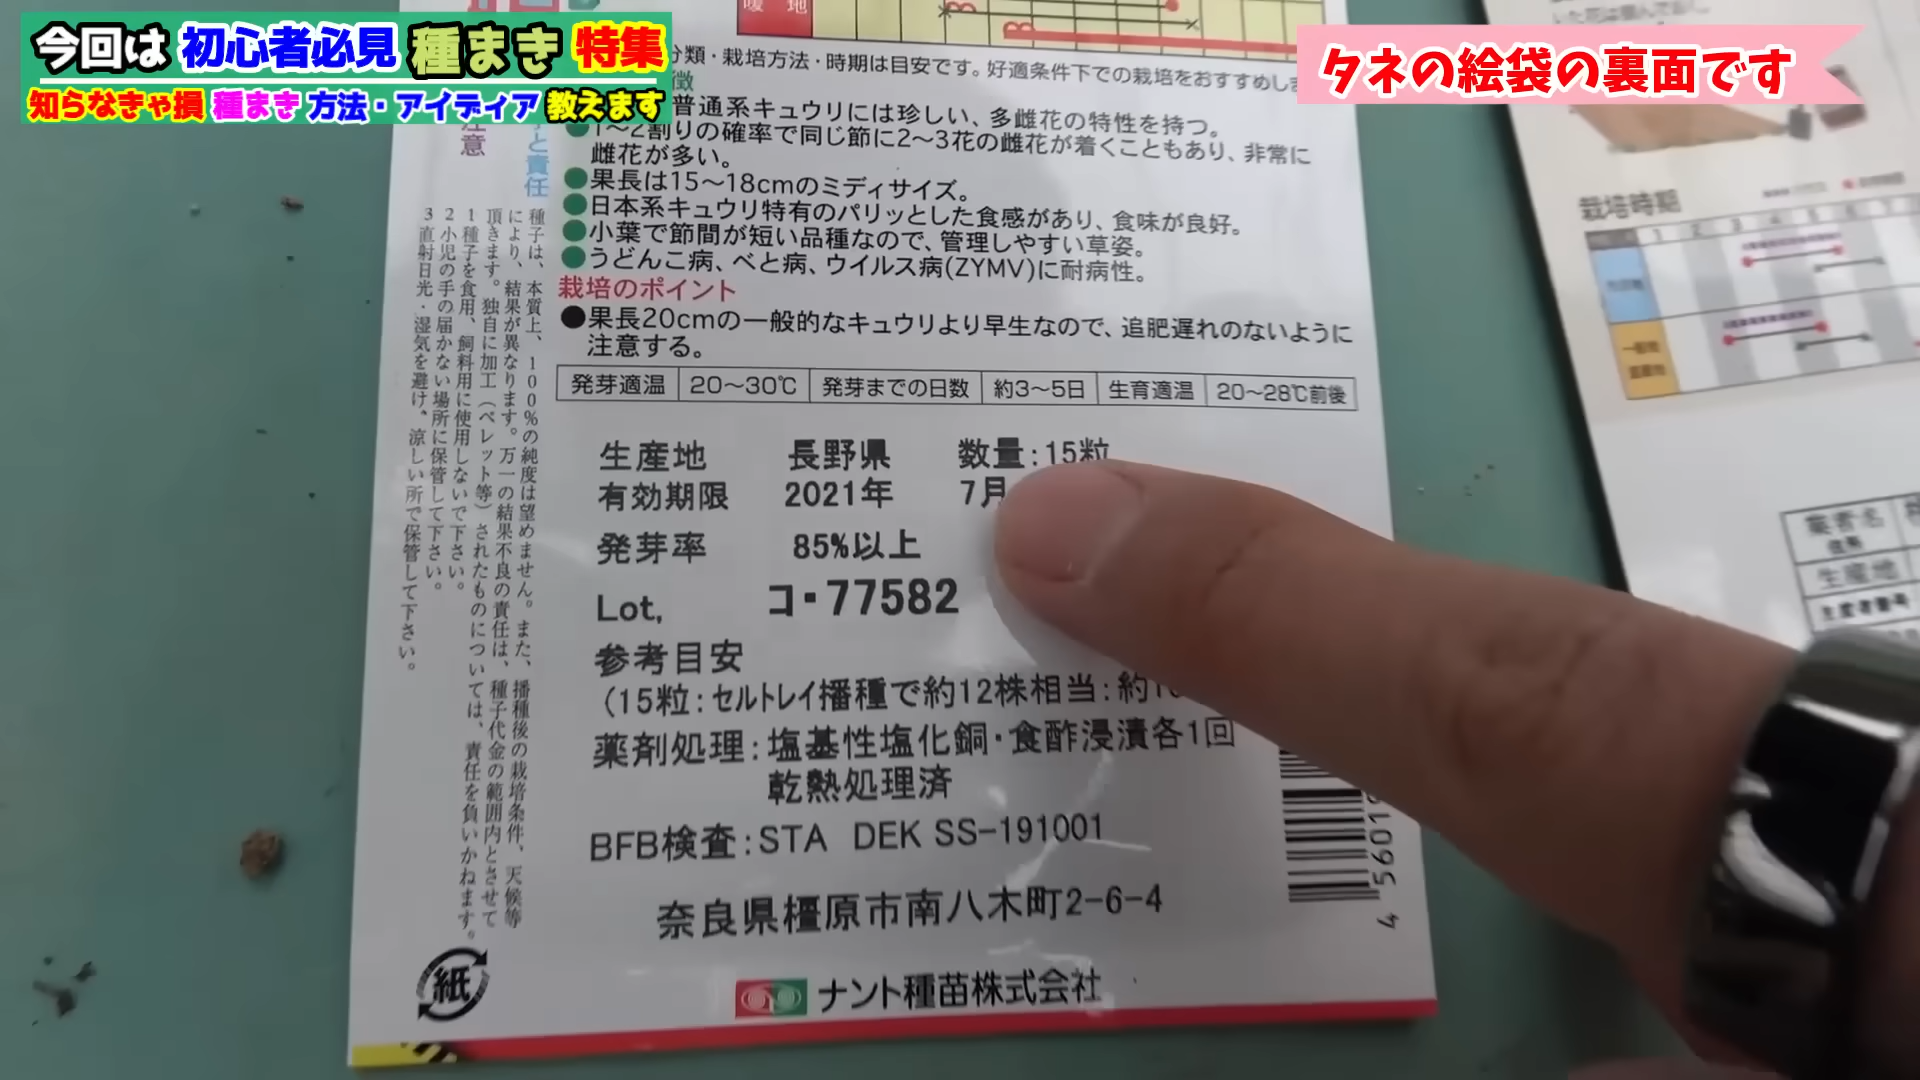 今回は 初心者必見 種まき 特集
知らなきゃ損 種まき 方法・アイディア 教えます
タネの絵袋の裏面です
暖地
分類・栽培方法・時期は目安です。好適条件下での栽培をおすすめしま
徴
普通系キュウリには珍しい、多雌花の特性を持つ。
●1～2割りの確率で同じ節に2～3花の雌花が着くこともあり、非常に
雌花が多い。
●果長は15～18cmのミディサイズ。
●日本系キュウリ特有のパリッとした食感があり、食味が良好。
●小葉で節間が短い品種なので、管理しやすい草姿。
●うどんこ病、べと病、ウイルス病(ZYMV)に耐病性。
栽培のポイント
●果長20cmの一般的なキュウリより早生なので、追肥遅れのないように
注意する。
発芽適温 20～30℃ 発芽までの日数 約3～5日 生育適温 20～28℃前後
生産地 長野県 数量:15粒
有効期限 2021年 7月
発芽率 85%以上
Lot, コ・77582
参考目安
(15粒:セルトレイ播種で約12株相当:約
薬剤処理:塩基性塩化銅・食酢浸漬各1回
乾熱処理済
BFB検査:STA DEK SS-191001
奈良県橿原市南八木町2-6-4
ナント種苗株式会社
と責任
種子は、本質上、100%の純度は望めません。また、播種後の栽培条件、天候等
により、結果が異なります。万一の結果不良の責任は、種子代金の範囲内とさせて
頂きます。独自に加工(ペレット等)されたものについては、責任を負いかねます。
注意
1 種子を食用、飼料用に使用しないで下さい。
2 小児の手の届かない場所に保管して下さい。
3 直射日光・湿気を避け、涼しい所で保管して下さい。
紙
栽培時期
1 2 3 4 5 6 7
業者名
生産地